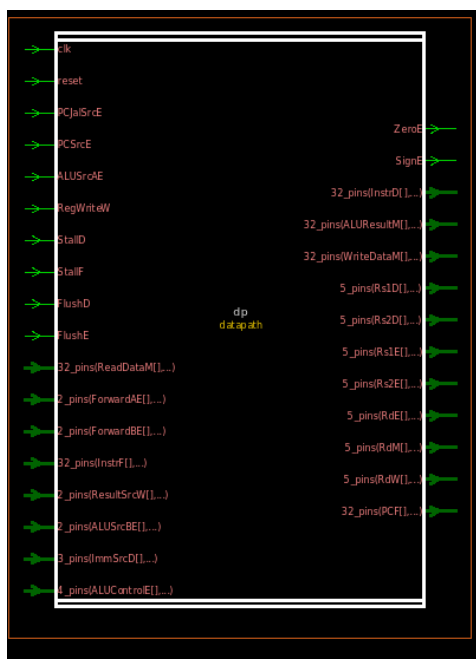 clk
reset
PCJalSrcE
PCSrcE
ALUSrcAE
RegWriteW
StallD
StallF
FlushD
FlushE
32_pins(ReadDataM[],...)
2_pins(ForwardAE[],...)
2_pins(ForwardBE[],...)
32_pins(InstrF[],...)
2_pins(ResultSrcW[],...)
2_pins(ALUSrcBE[],...)
3_pins(ImmSrcD[],...)
4_pins(ALUControlE[],...)
dp
datapath
ZeroE
SignE
32_pins(InstrD[],...)
32_pins(ALUResultM[],...)
32_pins(WriteDataM[],...)
5_pins(Rs1D[],...)
5_pins(Rs2D[],...)
5_pins(Rs1E[],...)
5_pins(Rs2E[],...)
5_pins(RdE[],...)
5_pins(RdM[],...)
5_pins(RdW[],...)
32_pins(PCF[],...)